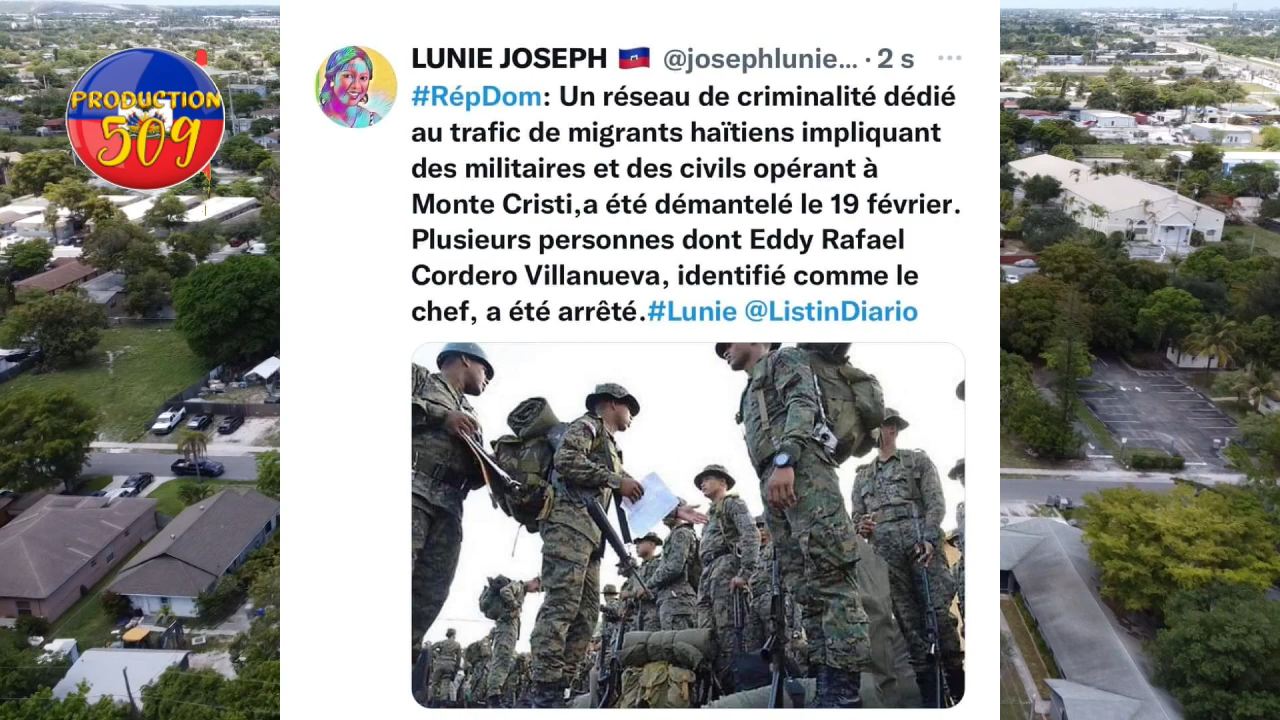 PRODUCTION
509
LUNIE JOSEPH 🇭🇹 @josephlunie... · 2 s
#RépDom: Un réseau de criminalité dédié
au trafic de migrants haïtiens impliquant
des militaires et des civils opérant à
Monte Cristi,a été démantelé le 19 février.
Plusieurs personnes dont Eddy Rafael
Cordero Villanueva, identifié comme le
chef, a été arrêté.#Lunie @ListinDiario